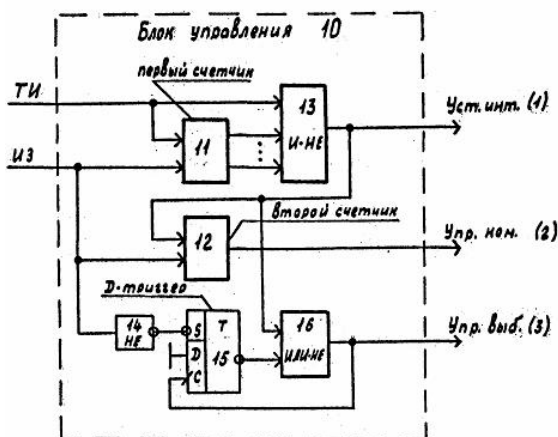 Блок управления 10
первый счетчик
ТИ
13
И-НЕ
Уст. инт. (1)
11
ИЗ
второй счетчик
12
Упр. ком. (2)
D-триггер
14
НЕ
S
T
D
15
C
16
ИЛИ-НЕ
Упр. выб. (3)